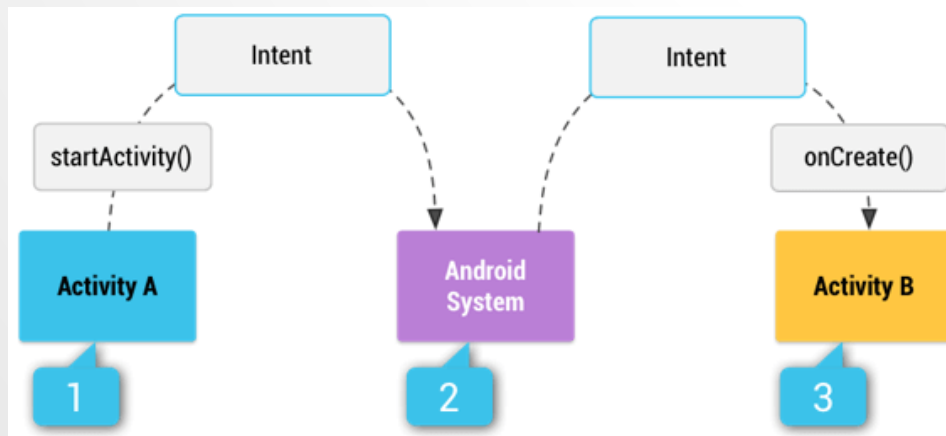 Intent
Intent
startActivity()
onCreate()
Activity A
Android
System
Activity B
1
2
3